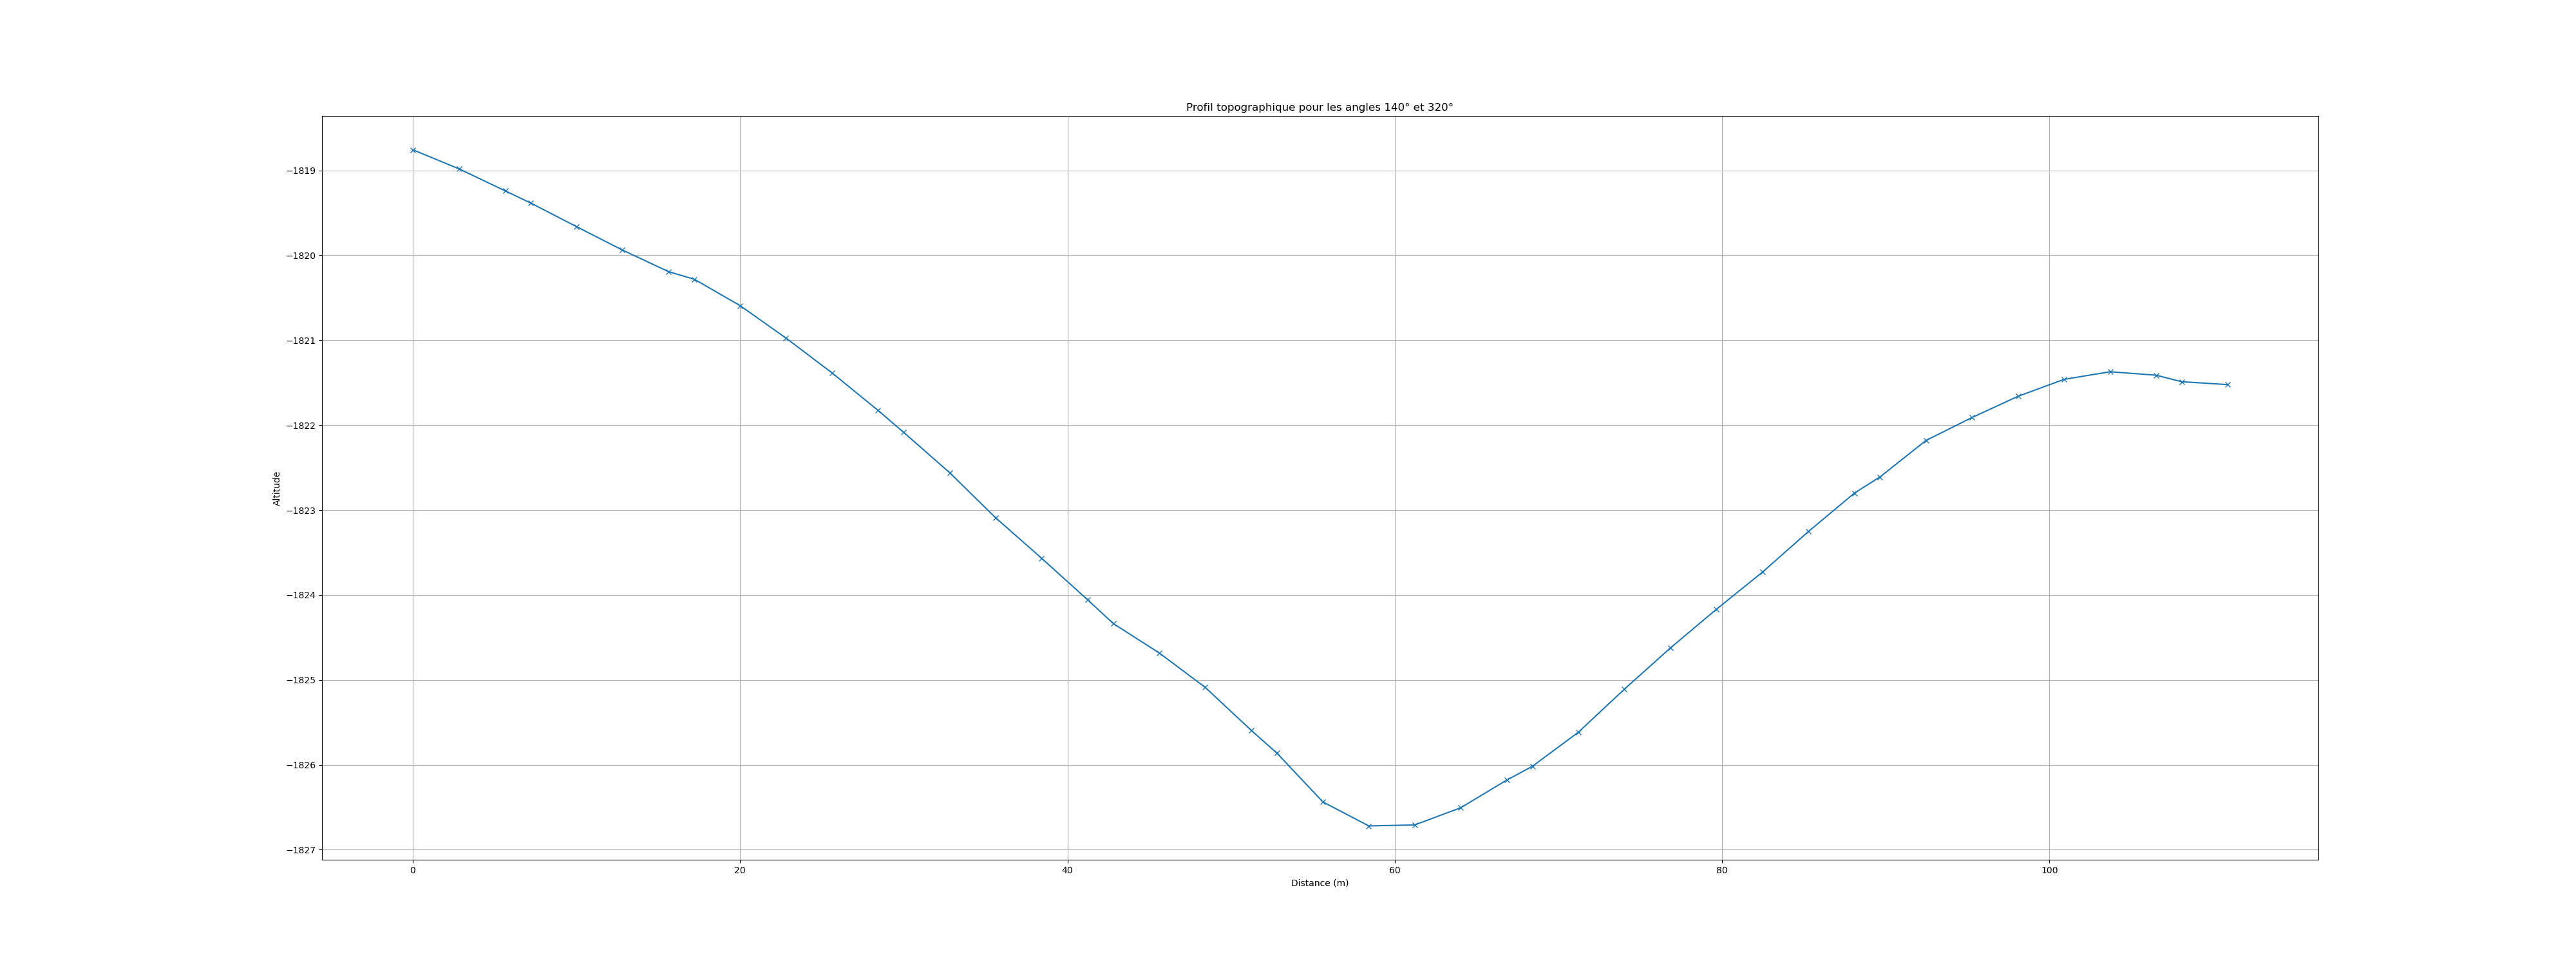 Profil topographique pour les angles 140° et 320°
−1819
−1820
−1821
−1822
−1823
−1824
−1825
−1826
−1827
Altitude
0 20 40 60 80 100
Distance (m)